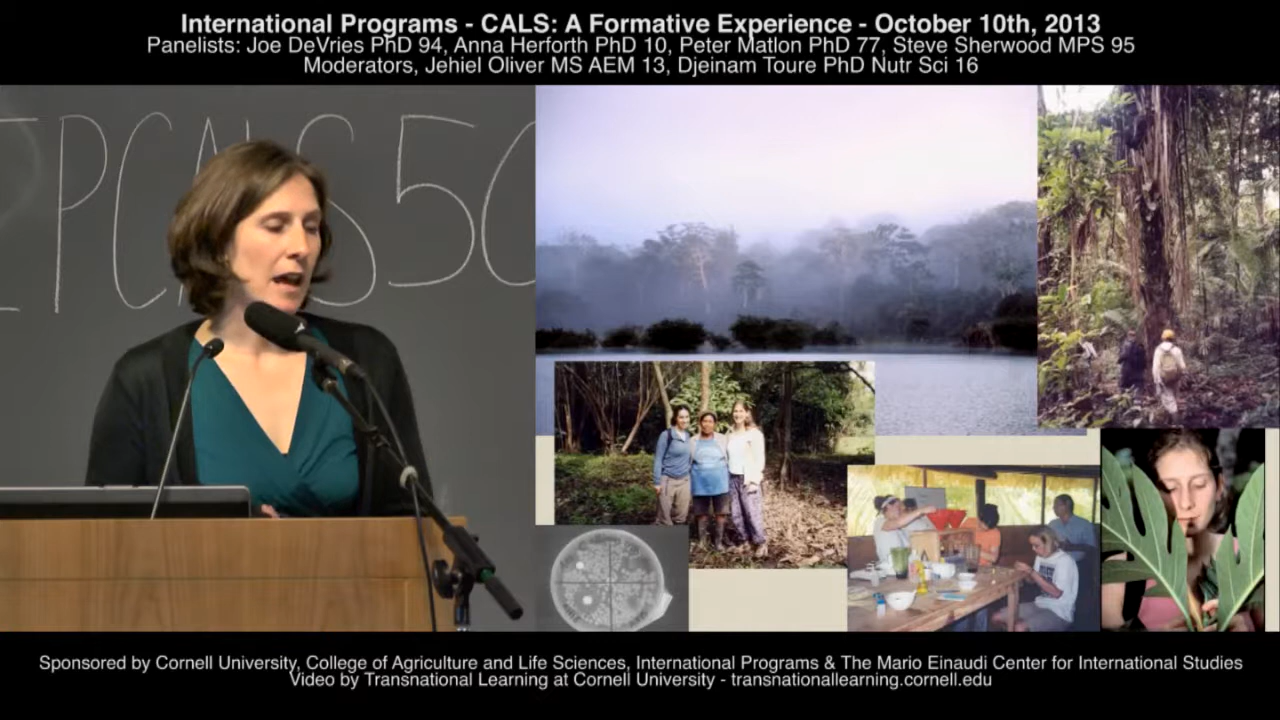 International Programs - CALS: A Formative Experience - October 10th, 2013
Panelists: Joe DeVries PhD 94, Anna Herforth PhD 10, Peter Matlon PhD 77, Steve Sherwood MPS 95
Moderators, Jehiel Oliver MS AEM 13, Djeinam Toure PhD Nutr Sci 16
IPCALS 50
Sponsored by Cornell University, College of Agriculture and Life Sciences, International Programs & The Mario Einaudi Center for International Studies
Video by Transnational Learning at Cornell University - transnationallearning.cornell.edu